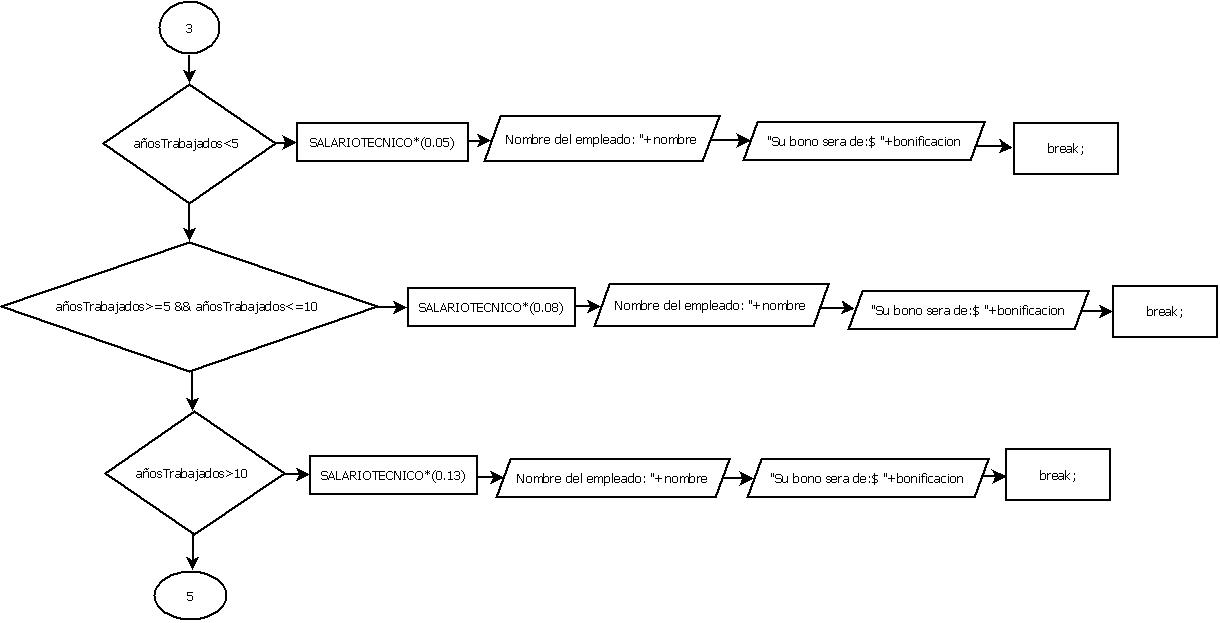 3
añosTrabajados<5
SALARIOTECNICO*(0.05)
Nombre del empleado: "+nombre
"Su bono sera de:$ "+bonificacion
break;
añosTrabajados>=5 && añosTrabajados<=10
SALARIOTECNICO*(0.08)
Nombre del empleado: "+nombre
"Su bono sera de:$ "+bonificacion
break;
añosTrabajados>10
SALARIOTECNICO*(0.13)
Nombre del empleado: "+nombre
"Su bono sera de:$ "+bonificacion
break;
5